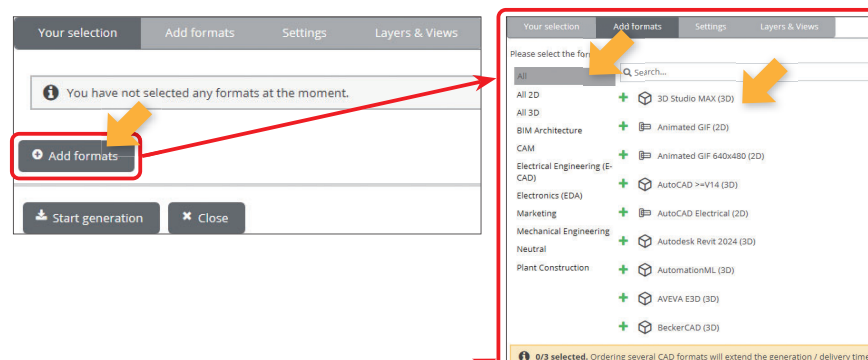 Your selection Add formats Settings Layers & Views
You have not selected any formats at the moment.
Add formats
Start generation Close
Your selection Add formats Settings Layers & Views
Please select the
All
All 2D
All 3D
BIM Architecture
CAM
Electrical Engineering (E-
CAD)
Electronics (EDA)
Marketing
Mechanical Engineering
Neutral
Plant Construction
Search...
3D Studio MAX (3D)
Animated GIF (2D)
Animated GIF 640x480 (2D)
AutoCAD >=V14 (3D)
AutoCAD Electrical (2D)
Autodesk Revit 2024 (3D)
AutomationML (3D)
AVEVA E3D (3D)
BeckerCAD (3D)
0/3 selected. Ordering several CAD formats will extend the generation / delivery time